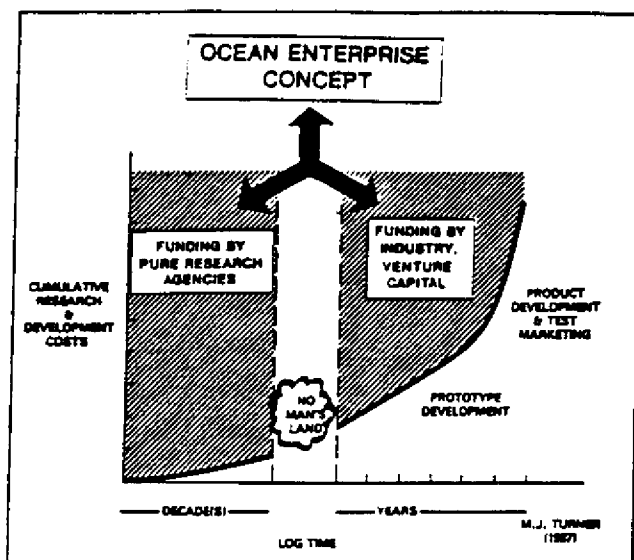 OCEAN ENTERPRISE
CONCEPT
FUNDING BY
PURE RESEARCH
AGENCIES
FUNDING BY
INDUSTRY,
VENTURE
CAPITAL
CUMULATIVE
RESEARCH
&
DEVELOPMENT
COSTS
PRODUCT
DEVELOPMENT
& TEST
MARKETING
NO
MAN'S
LAND
PROTOTYPE
DEVELOPMENT
DECADE(S)
YEARS
LOG TIME
M.J. TURNER
(1987)